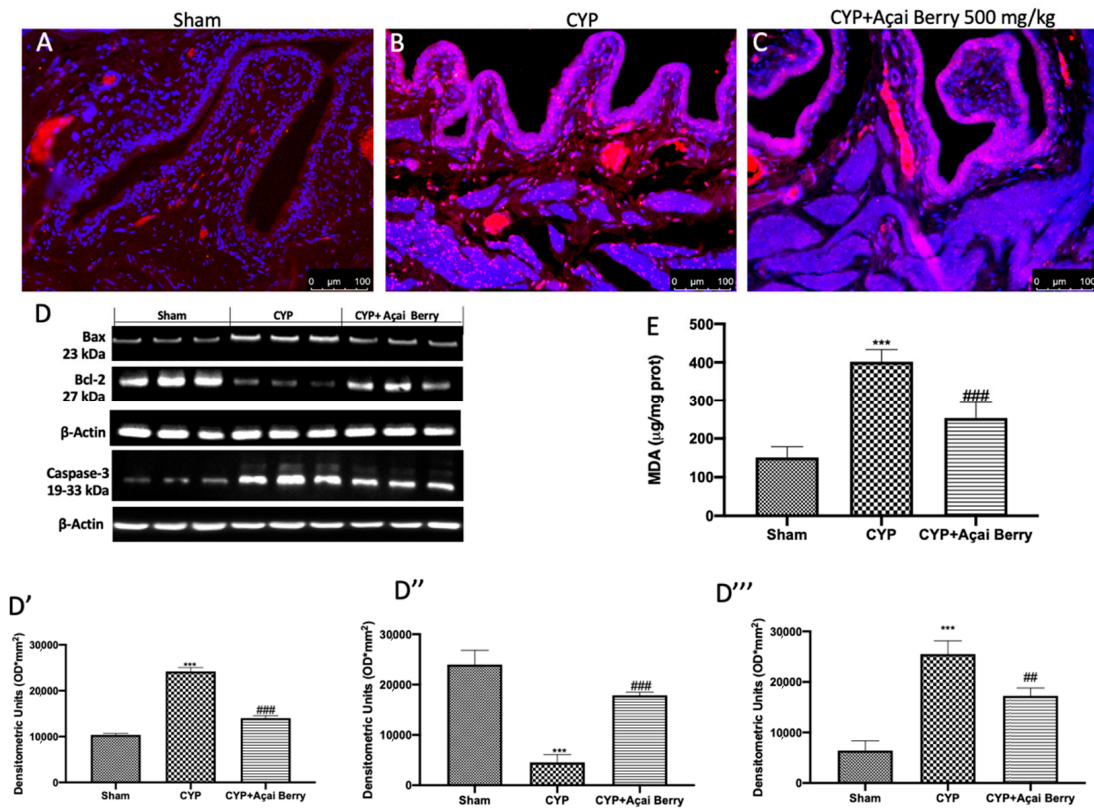 Sham
CYP
CYP+Açai Berry 500 mg/kg
A
B
C
0 µm 100
0 µm 100
0 µm 100
D
Sham
CYP
CYP+ Açai Berry
Bax
23 kDa
Bcl-2
27 kDa
β-Actin
Caspase-3
19-33 kDa
β-Actin
E
MDA (µg/mg prot)
500
400
300
200
100
0
***
###
Sham
CYP
CYP+Açai Berry
D'
Densitometric Units (OD*mm²)
30000
20000
10000
0
***
###
Sham
CYP
CYP+Açai Berry
D''
Densitometric Units (OD*mm²)
30000
20000
10000
0
***
###
Sham
CYP
CYP+Açai Berry
D'''
Densitometric Units (OD*mm²)
30000
20000
10000
0
***
##
Sham
CYP
CYP+Açai Berry